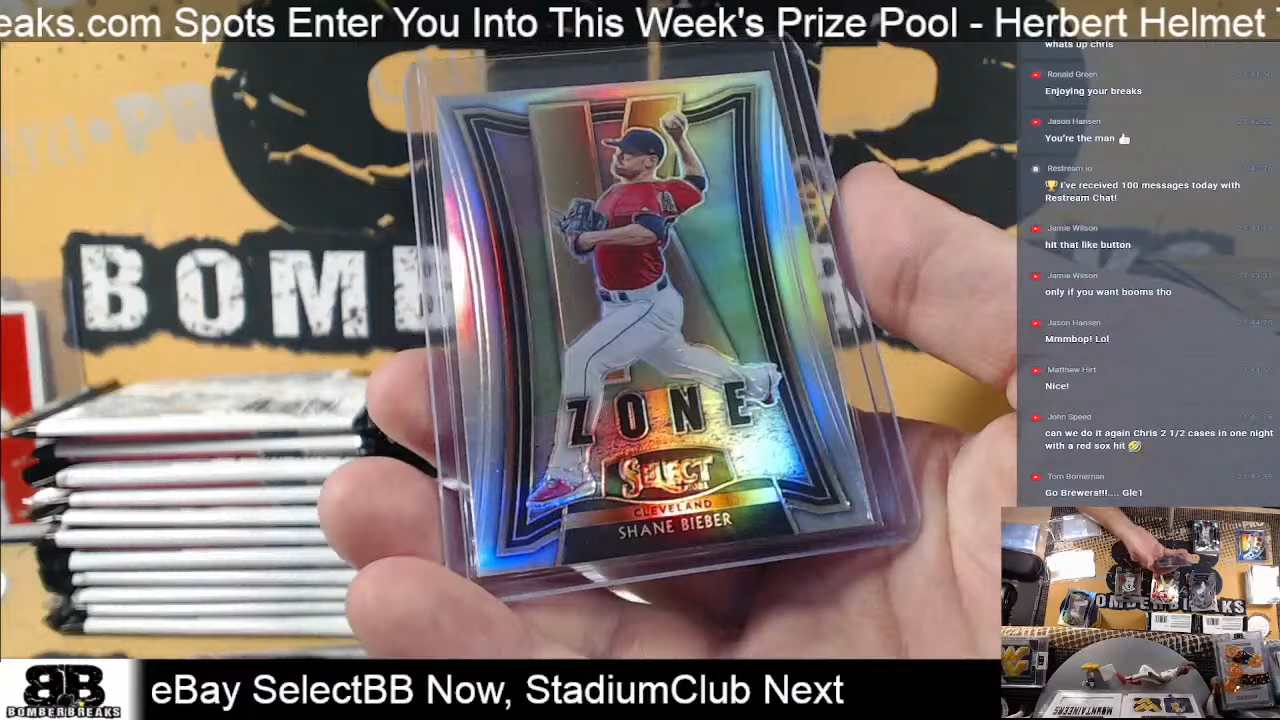 eaks.com Spots Enter You Into This Week's Prize Pool - Herbert Helmet
whats up chris
Ronald Green
Enjoying your breaks
Jason Hansen
You're the man 👍
Restream.io
🏆 I've received 100 messages today with
Restream Chat!
Jamie Wilson
hit that like button
Jamie Wilson
only if you want booms tho
Jason Hansen
Mmmbop! Lol
Matthew Hirt
Nice!
John Speed
can we do it again Chris 2 1/2 cases in one night
with a red sox hit 🤣
Tom Borneman
Go Brewers!!!.... Gle1
BOMB
ZONE
SELECT
CLEVELAND
SHANE BIEBER
OMBERBREAKS
MOUNTAINEERS
BB
BOMBERBREAKS
eBay SelectBB Now, StadiumClub Next